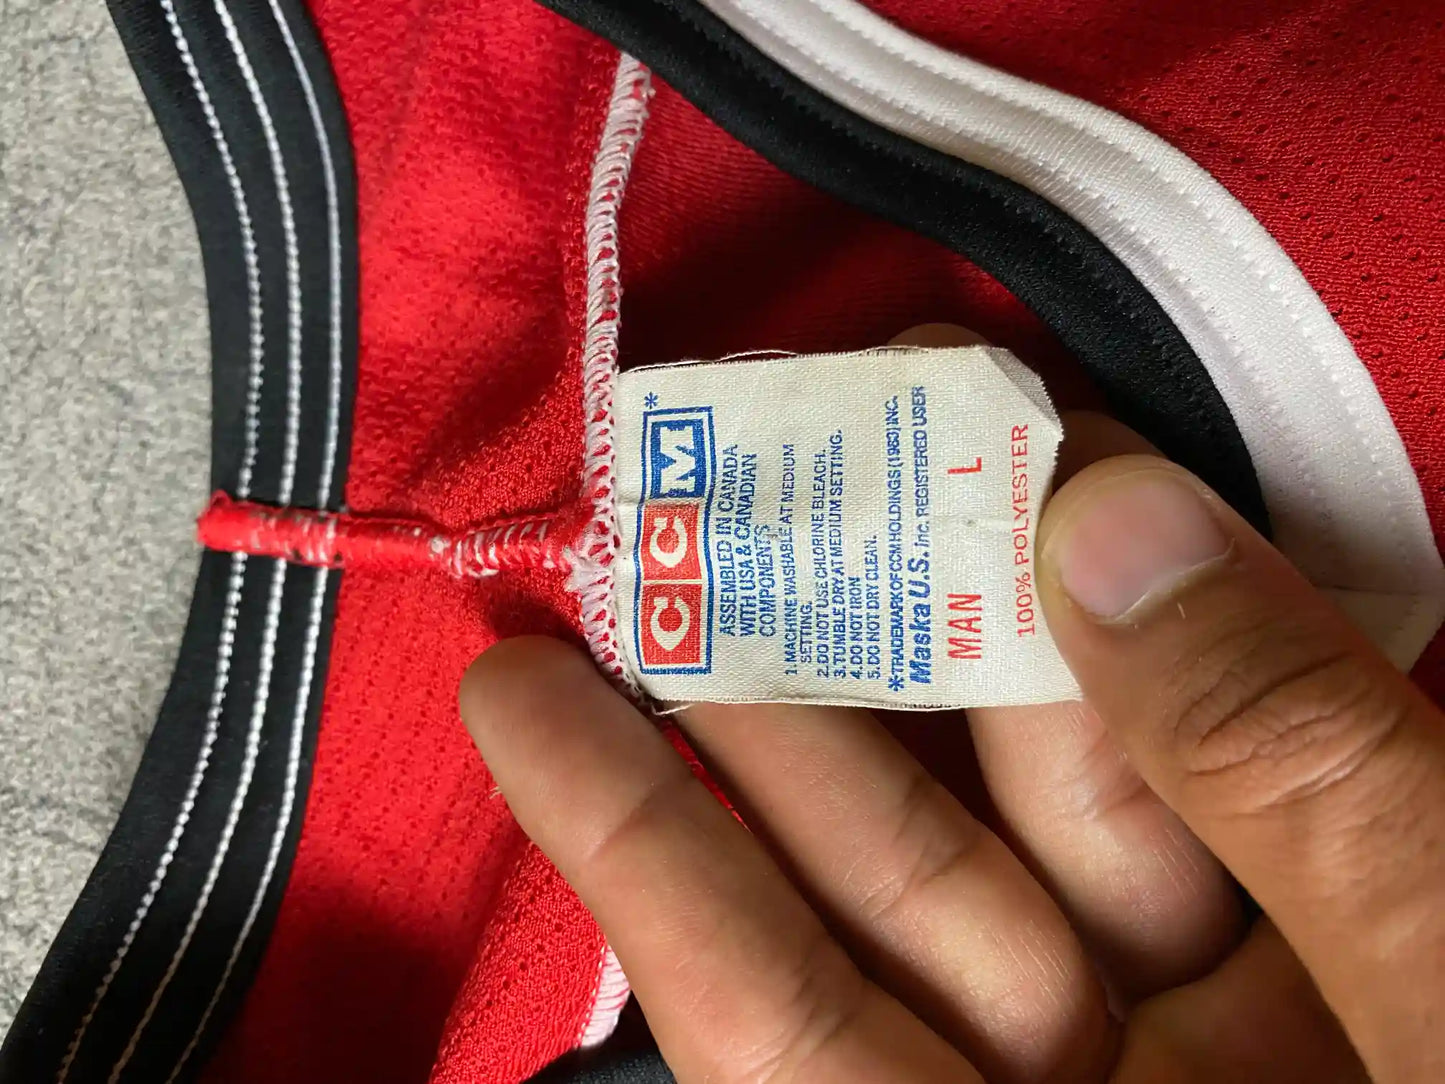 CCM*
ASSEMBLED IN CANADA
WITH USA & CANADIAN
COMPONENTS
1. MACHINE WASHABLE AT MEDIUM
SETTING.
2. DO NOT USE CHLORINE BLEACH.
3. TUMBLE DRY AT MEDIUM SETTING.
4. DO NOT IRON
5. DO NOT DRY CLEAN.
*TRADEMARK OF CCM HOLDINGS (1983) INC.
Maska U.S. inc. REGISTERED USER
MAN L
100% POLYESTER